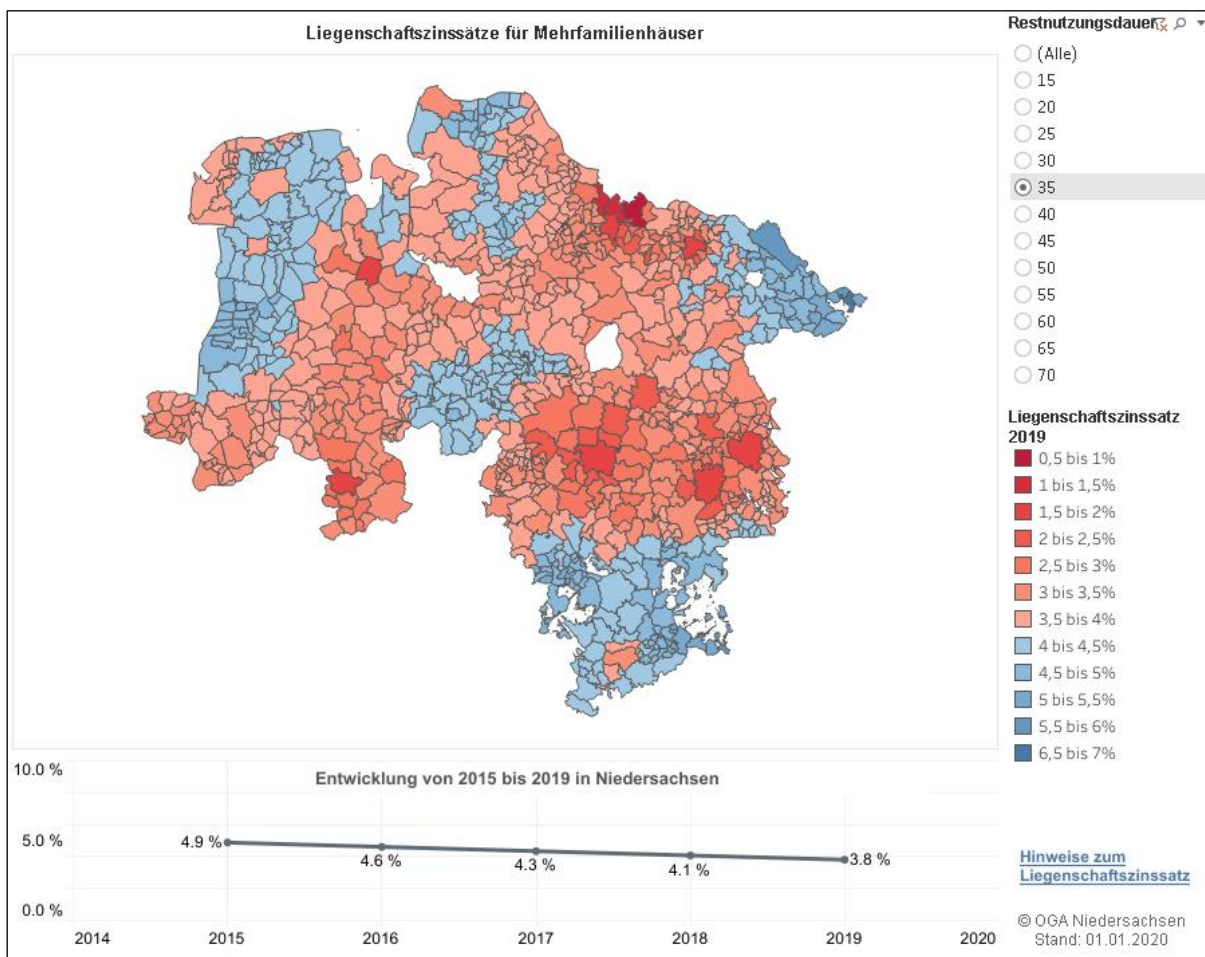 Liegenschaftszinssätze für Mehrfamilienhäuser
Restnutzungsdauer
(Alle)
15
20
25
30
35
40
45
50
55
60
65
70
Liegenschaftszinssatz
2019
0,5 bis 1%
1 bis 1,5%
1,5 bis 2%
2 bis 2,5%
2,5 bis 3%
3 bis 3,5%
3,5 bis 4%
4 bis 4,5%
4,5 bis 5%
5 bis 5,5%
5,5 bis 6%
6,5 bis 7%
Entwicklung von 2015 bis 2019 in Niedersachsen
10.0 %
5.0 %
0.0 %
4.9 %
4.6 %
4.3 %
4.1 %
3.8 %
2014 2015 2016 2017 2018 2019 2020
Hinweise zum
Liegenschaftszinssatz
© OGA Niedersachsen
Stand: 01.01.2020